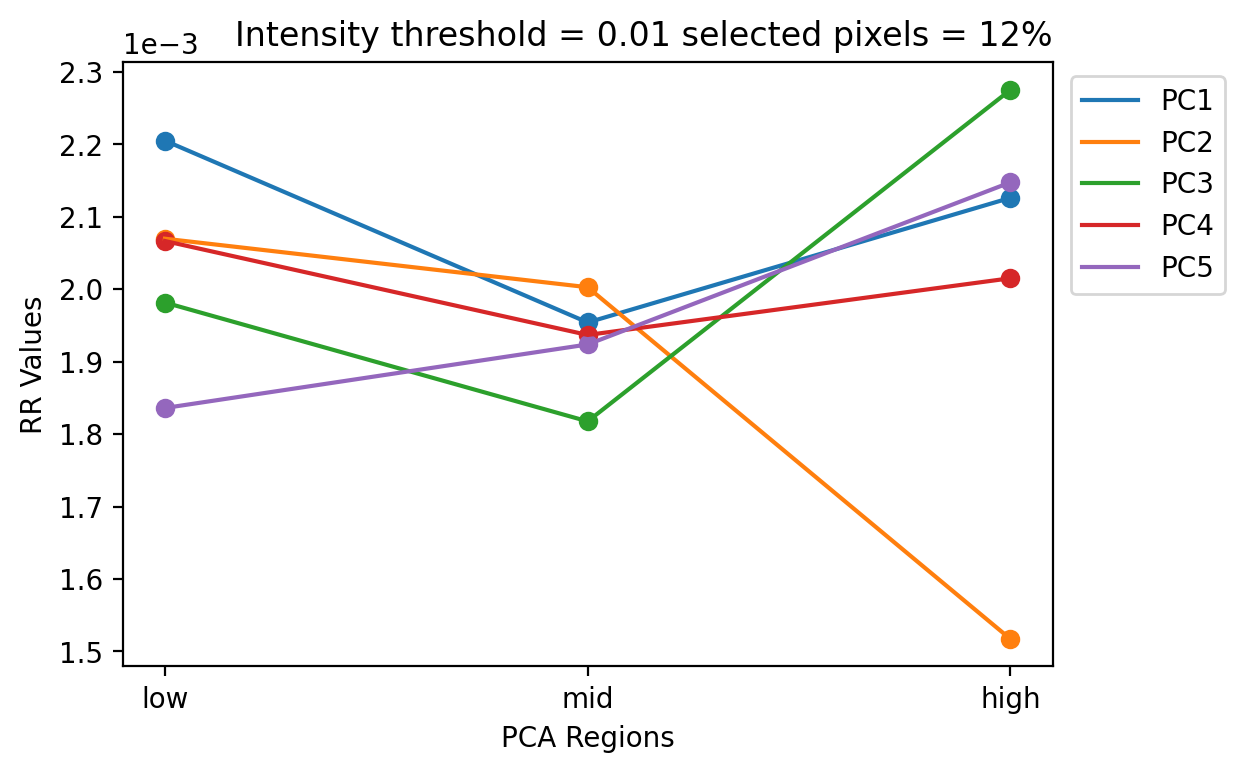 1e−3
Intensity threshold = 0.01 selected pixels = 12%
2.3
2.2
2.1
2.0
1.9
1.8
1.7
1.6
1.5
RR Values
low
mid
high
PCA Regions
PC1
PC2
PC3
PC4
PC5